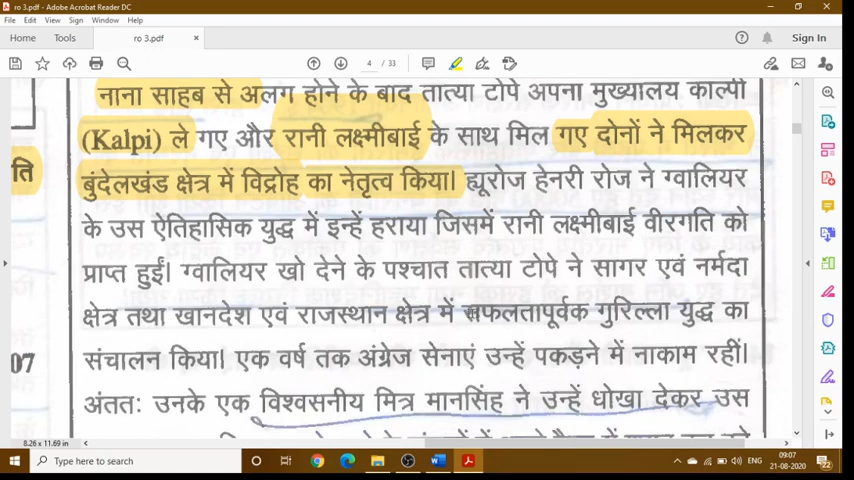 ro 3.pdf - Adobe Acrobat Reader DC
File Edit View Sign Window Help
Home Tools ro 3.pdf × Sign In
4 / 33
नाना साहब से अलग होने के बाद तात्या टोपे अपना मुख्यालय काल्पी
(Kalpi) ले गए और रानी लक्ष्मीबाई के साथ मिल गए दोनों ने मिलकर
ति
बुंदेलखंड क्षेत्र में विद्रोह का नेतृत्व किया। ह्यूरोज हेनरी रोज ने ग्वालियर
के उस ऐतिहासिक युद्ध में इन्हें हराया जिसमें रानी लक्ष्मीबाई वीरगति को
प्राप्त हुईं। ग्वालियर खो देने के पश्चात तात्या टोपे ने सागर एवं नर्मदा
क्षेत्र तथा खानदेश एवं राजस्थान क्षेत्र में सफलतापूर्वक गुरिल्ला युद्ध का
07 संचालन किया। एक वर्ष तक अंग्रेज सेनाएं उन्हें पकड़ने में नाकाम रहीं।
अंततः उनके एक विश्वसनीय मित्र मानसिंह ने उन्हें धोखा देकर उस
8.26 x 11.69 in
Type here to search
ENG
09:07
21-08-2020
22